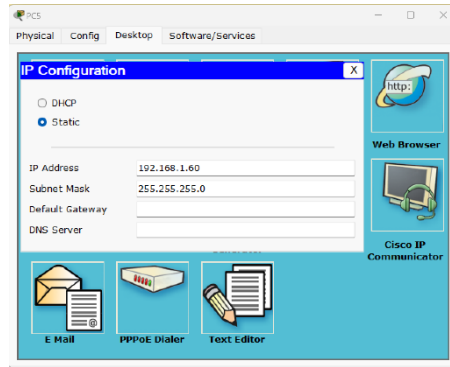 PC5
Physical Config Desktop Software/Services
IP Configuration X
DHCP
Static
IP Address 192.168.1.60
Subnet Mask 255.255.255.0
Default Gateway
DNS Server
http:
Web Browser
Cisco IP
Communicator
E Mail PPPoE Dialer Text Editor